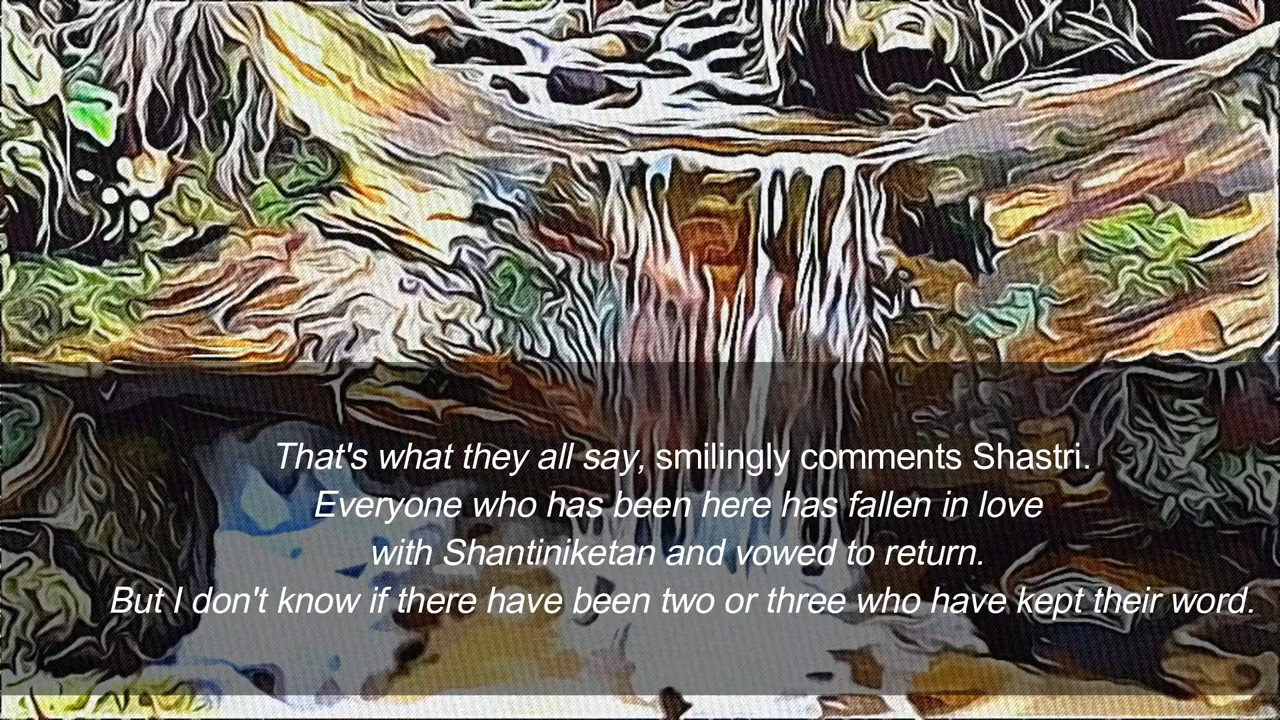 That's what they all say, smilingly comments Shastri.
Everyone who has been here has fallen in love
with Shantiniketan and vowed to return.
But I don't know if there have been two or three who have kept their word.